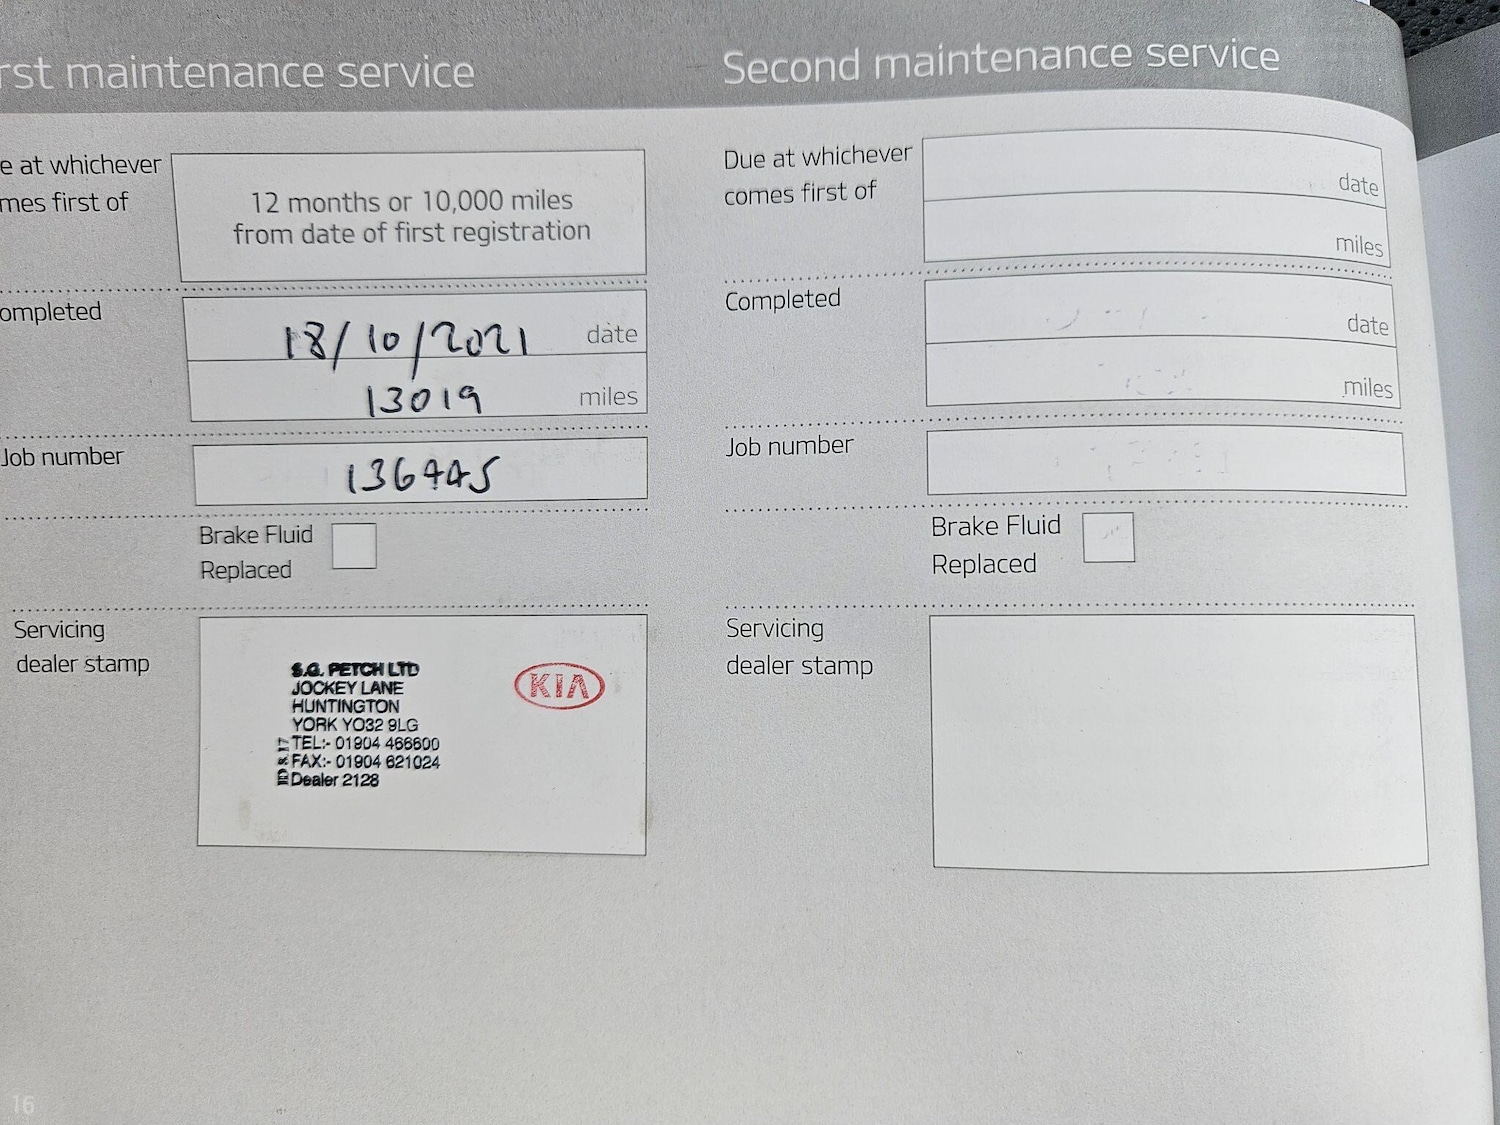 rst maintenance service
e at whichever
mes first of
12 months or 10,000 miles
from date of first registration
ompleted
18/10/2021 date
13019 miles
Job number
136445
Brake Fluid
Replaced
Servicing
dealer stamp
S.G. PETCH LTD
JOCKEY LANE
HUNTINGTON
YORK YO32 9LG
TEL:- 01904 466600
FAX:- 01904 621024
Dealer 2128
KIA
16
Second maintenance service
Due at whichever
comes first of
date
miles
Completed
date
miles
Job number
Brake Fluid
Replaced
Servicing
dealer stamp